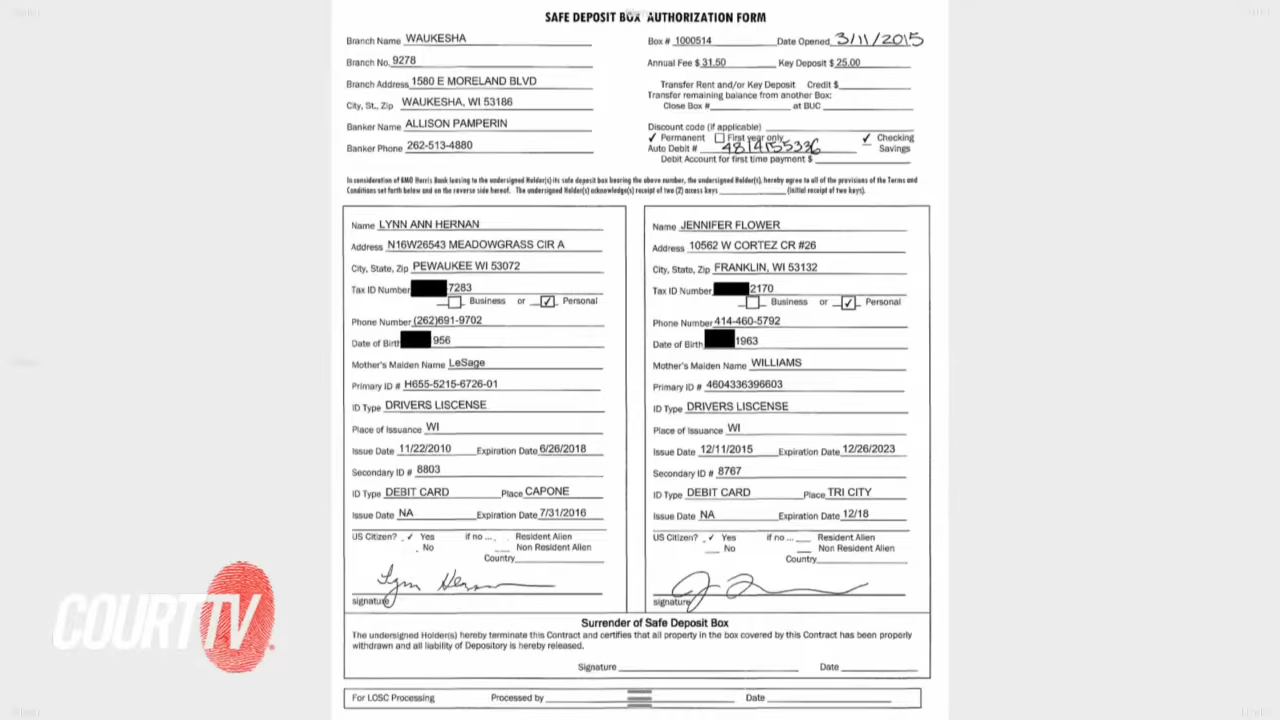 SAFE DEPOSIT BOX AUTHORIZATION FORM
Branch Name WAUKESHA
Box # 1000514 Date Opened 3/11/2015
Branch No. 9278
Annual Fee $ 31.50 Key Deposit $ 25.00
Branch Address 1580 E MORELAND BLVD
Transfer Rent and/or Key Deposit Credit $
Transfer remaining balance from another Box:
City, St., Zip WAUKESHA, WI 53186
Close Box # at BUC
Banker Name ALLISON PAMPERIN
Discount code (if applicable)
✓ Permanent First year only ✓ Checking
Banker Phone 262-513-4880
Auto Debit # 4814155336 Savings
Debit Account for first time payment $
In consideration of BMO Harris Bank leasing to the undersigned Holder(s) its safe deposit box bearing the above number, the undersigned Holder(s), hereby agree to all of the provisions of the Terms and
Conditions set forth below and on the reverse side hereof. The undersigned Holder(s) acknowledge(s) receipt of two (2) access keys (initial receipt of two keys).
Name LYNN ANN HERNAN
Address N16W26543 MEADOWGRASS CIR A
City, State, Zip PEWAUKEE WI 53072
Tax ID Number 7283
Business or ✓ Personal
Phone Number (262)691-9702
Date of Birth 956
Mother's Maiden Name LeSage
Primary ID # H655-5215-6726-01
ID Type DRIVERS LISCENSE
Place of Issuance WI
Issue Date 11/22/2010 Expiration Date 6/26/2018
Secondary ID # 8803
ID Type DEBIT CARD Place CAPONE
Issue Date NA Expiration Date 7/31/2016
US Citizen? ✓ Yes if no ... Resident Alien
No Non Resident Alien
Country
Lynn Hernan
signature
Name JENNIFER FLOWER
Address 10562 W CORTEZ CR #26
City, State, Zip FRANKLIN, WI 53132
Tax ID Number 2170
Business or ✓ Personal
Phone Number 414-460-5792
Date of Birth 1963
Mother's Maiden Name WILLIAMS
Primary ID # 4604336396603
ID Type DRIVERS LISCENSE
Place of Issuance WI
Issue Date 12/11/2015 Expiration Date 12/26/2023
Secondary ID # 8767
ID Type DEBIT CARD Place TRI CITY
Issue Date NA Expiration Date 12/18
US Citizen? ✓ Yes if no ... Resident Alien
No Non Resident Alien
Country
signature
Surrender of Safe Deposit Box
The undersigned Holder(s) hereby terminate this Contract and certifies that all property in the box covered by this Contract has been properly
withdrawn and all liability of Depository is hereby released.
Signature Date
For LOSC Processing Processed by Date
COURT TV